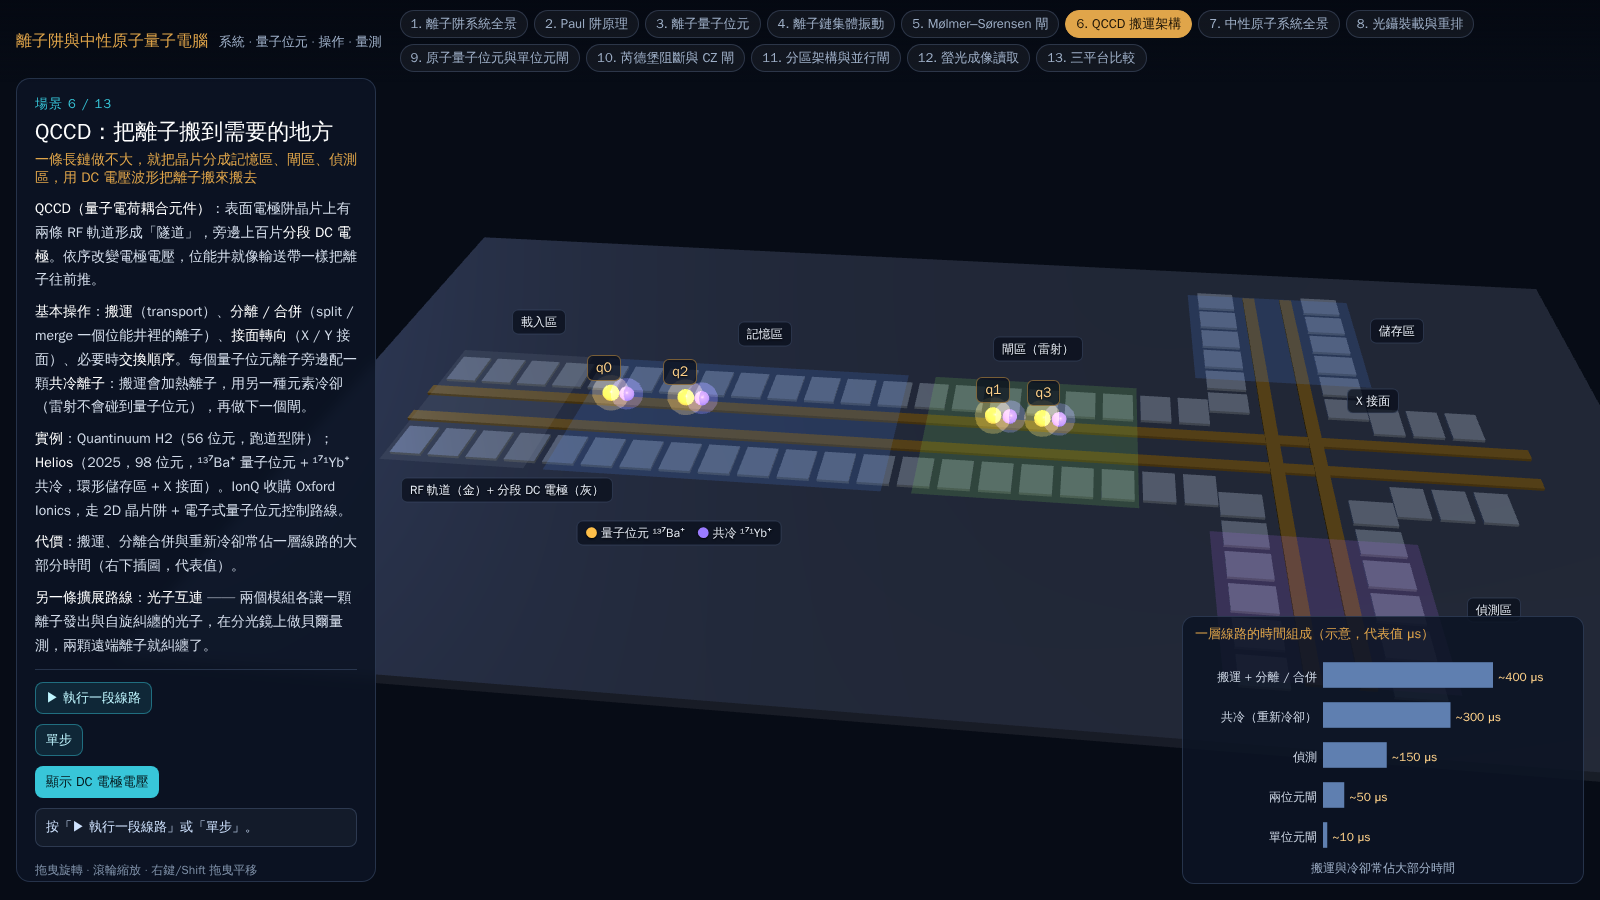 離子阱與中性原子量子電腦 系統 · 量子位元 · 操作 · 量測
1. 離子阱系統全景
2. Paul 阱原理
3. 離子量子位元
4. 離子鏈集體振動
5. Mølmer–Sørensen 閘
6. QCCD 搬運架構
7. 中性原子系統全景
8. 光鑷裝載與重排
9. 原子量子位元與單位元閘
10. 芮德堡阻斷與 CZ 閘
11. 分區架構與並行閘
12. 螢光成像讀取
13. 三平台比較
場景 6 / 13
QCCD：把離子搬到需要的地方
一條長鏈做不大，就把晶片分成記憶區、閘區、偵測
區，用 DC 電壓波形把離子搬來搬去
QCCD（量子電荷耦合元件）：表面電極阱晶片上有
兩條 RF 軌道形成「隧道」，旁邊上百片分段 DC 電
極。依序改變電極電壓，位能井就像輸送帶一樣把離
子往前推。
基本操作：搬運（transport）、分離 / 合併（split /
merge 一個位能井裡的離子）、接面轉向（X / Y 接
面）、必要時交換順序。每個量子位元離子旁邊配一
顆共冷離子：搬運會加熱離子，用另一種元素冷卻
（雷射不會碰到量子位元），再做下一個閘。
實例：Quantinuum H2（56 位元，跑道型阱）；
Helios（2025，98 位元，¹³⁷Ba⁺ 量子位元 + ¹⁷¹Yb⁺
共冷，環形儲存區 + X 接面）。IonQ 收購 Oxford
Ionics，走 2D 晶片阱 + 電子式量子位元控制路線。
代價：搬運、分離合併與重新冷卻常佔一層線路的大
部分時間（右下插圖，代表值）。
另一條擴展路線：光子互連 —— 兩個模組各讓一顆
離子發出與自旋糾纏的光子，在分光鏡上做貝爾量
測，兩顆遠端離子就糾纏了。
▶ 執行一段線路
單步
顯示 DC 電極電壓
按「▶ 執行一段線路」或「單步」。
拖曳旋轉 · 滾輪縮放 · 右鍵/Shift 拖曳平移
載入區
記憶區
閘區（雷射）
儲存區
X 接面
偵測區
q0
q2
q1
q3
RF 軌道（金）+ 分段 DC 電極（灰）
量子位元 ¹³⁷Ba⁺ 共冷 ¹⁷¹Yb⁺
一層線路的時間組成（示意，代表值 µs）
搬運 + 分離 / 合併 ~400 µs
共冷（重新冷卻） ~300 µs
偵測 ~150 µs
兩位元閘 ~50 µs
單位元閘 ~10 µs
搬運與冷卻常佔大部分時間